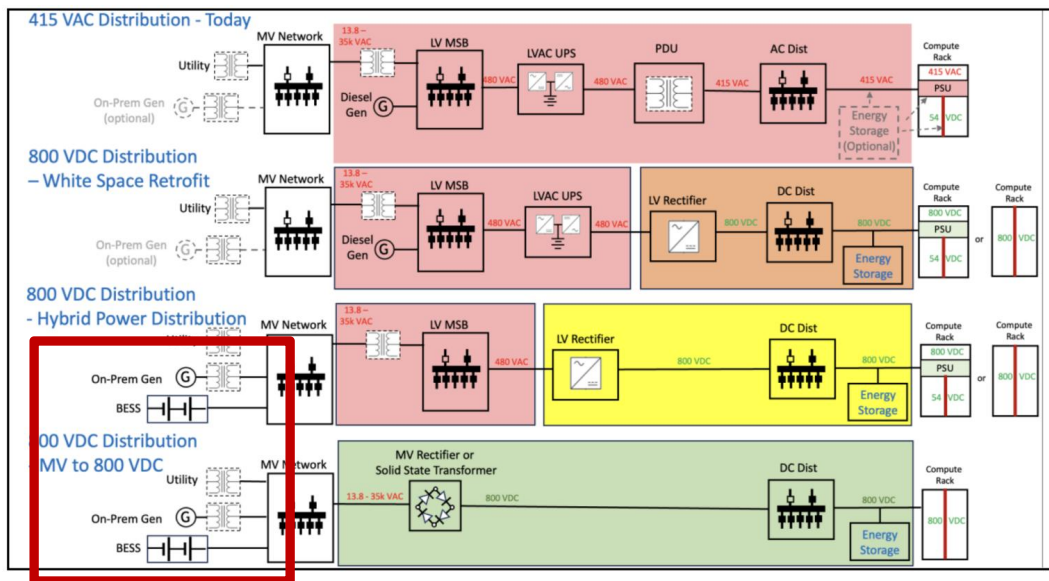 415 VAC Distribution - Today
MV Network
Utility
On-Prem Gen
(optional)
G
13.8 –
35k VAC
LV MSB
Diesel
Gen
G
480 VAC
LVAC UPS
480 VAC
PDU
415 VAC
AC Dist
415 VAC
Energy
Storage
(Optional)
Compute
Rack
415 VAC
PSU
54 VDC
800 VDC Distribution
– White Space Retrofit
MV Network
Utility
On-Prem Gen
(optional)
G
13.8 –
35k VAC
LV MSB
Diesel
Gen
G
480 VAC
LVAC UPS
480 VAC
LV Rectifier
800 VDC
DC Dist
800 VDC
Energy
Storage
Compute
Rack
800 VDC
PSU
54 VDC
or
Compute
Rack
800 VDC
800 VDC Distribution
- Hybrid Power Distribution
MV Network
On-Prem Gen
G
BESS
13.8 –
35k VAC
LV MSB
480 VAC
LV Rectifier
800 VDC
DC Dist
800 VDC
Energy
Storage
Compute
Rack
800 VDC
PSU
54 VDC
or
Compute
Rack
800 VDC
VDC Distribution
MV to 800 VDC
MV Network
Utility
On-Prem Gen
G
BESS
13.8 - 35k VAC
MV Rectifier or
Solid State Transformer
800 VDC
DC Dist
800 VDC
Energy
Storage
Compute
Rack
800 VDC